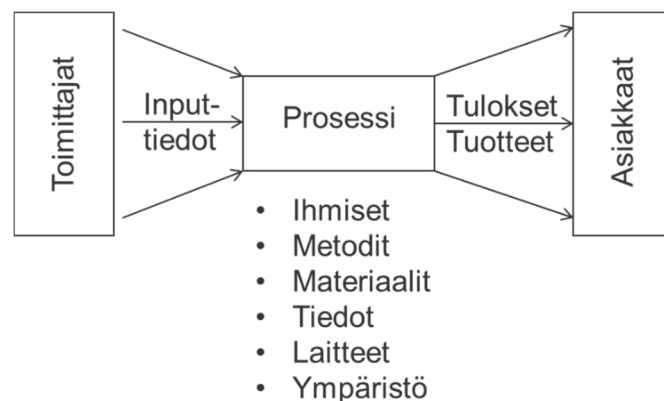 Toimittajat
Input-
tiedot
Prosessi
Tulokset
Tuotteet
Asiakkaat
• Ihmiset
• Metodit
• Materiaalit
• Tiedot
• Laitteet
• Ympäristö